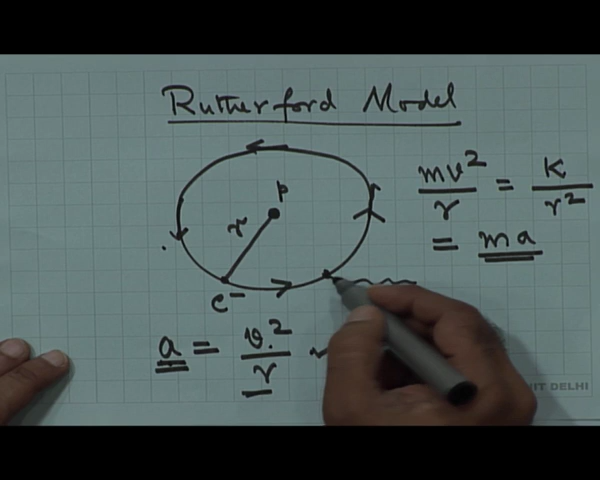 Rutherford Model
p
r
e⁻
mv²/r = K/r²
= ma
a = v²/r
IIT DELHI